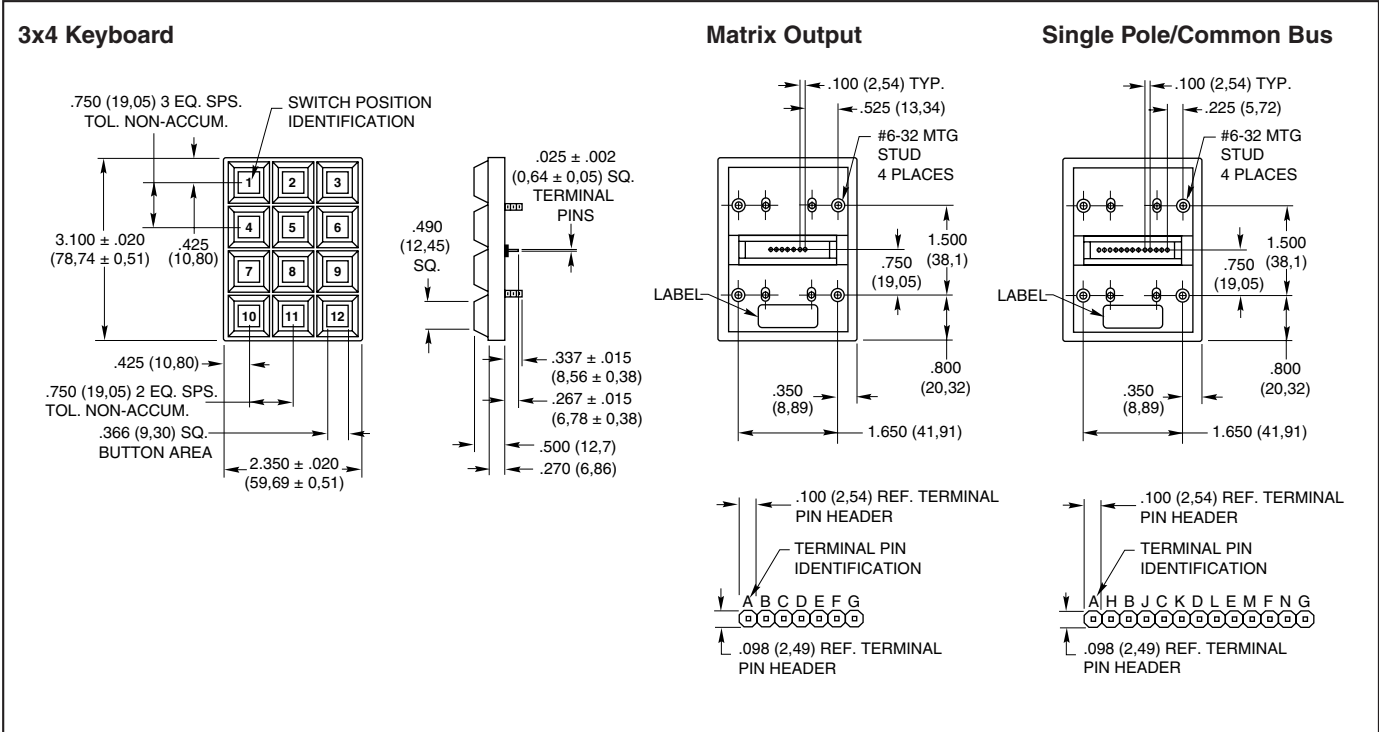 3x4 Keyboard
.750 (19,05) 3 EQ. SPS.
TOL. NON-ACCUM.
SWITCH POSITION
IDENTIFICATION
1 2 3
4 5 6
7 8 9
10 11 12
3.100 ± .020
(78,74 ± 0,51)
.425
(10,80)
.425 (10,80)
.750 (19,05) 2 EQ. SPS.
TOL. NON-ACCUM.
.366 (9,30) SQ.
BUTTON AREA
2.350 ± .020
(59,69 ± 0,51)
.025 ± .002
(0,64 ± 0,05) SQ.
TERMINAL
PINS
.490
(12,45)
SQ.
.337 ± .015
(8,56 ± 0,38)
.267 ± .015
(6,78 ± 0,38)
.500 (12,7)
.270 (6,86)
Matrix Output
.100 (2,54) TYP.
.525 (13,34)
#6-32 MTG
STUD
4 PLACES
1.500
(38,1)
.750
(19,05)
LABEL
.800
(20,32)
.350
(8,89)
1.650 (41,91)
.100 (2,54) REF. TERMINAL
PIN HEADER
TERMINAL PIN
IDENTIFICATION
A B C D E F G
.098 (2,49) REF. TERMINAL
PIN HEADER
Single Pole/Common Bus
.100 (2,54) TYP.
.225 (5,72)
#6-32 MTG
STUD
4 PLACES
1.500
(38,1)
.750
(19,05)
LABEL
.800
(20,32)
.350
(8,89)
1.650 (41,91)
.100 (2,54) REF. TERMINAL
PIN HEADER
TERMINAL PIN
IDENTIFICATION
A H B J C K D L E M F N G
.098 (2,49) REF. TERMINAL
PIN HEADER